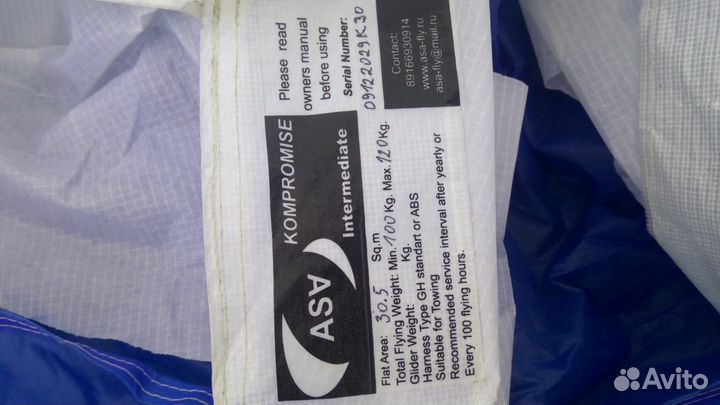 KOMPROMISE
ASA
Intermediate
Please read
owners manual
before using
Serial Number:
09122029K30
Flat Area: 30.5 Sq.m
Total Flying Weight: Min. 100 Kg. Max. 120 Kg.
Glider Weight: Kg.
Harness Type GH standart or ABS
Suitable for Towing
Recommended service interval after yearly or
Every 100 flying hours.
Contact:
89166930914
www.asa-fly.ru
asa-fly@mail.ru
Avito